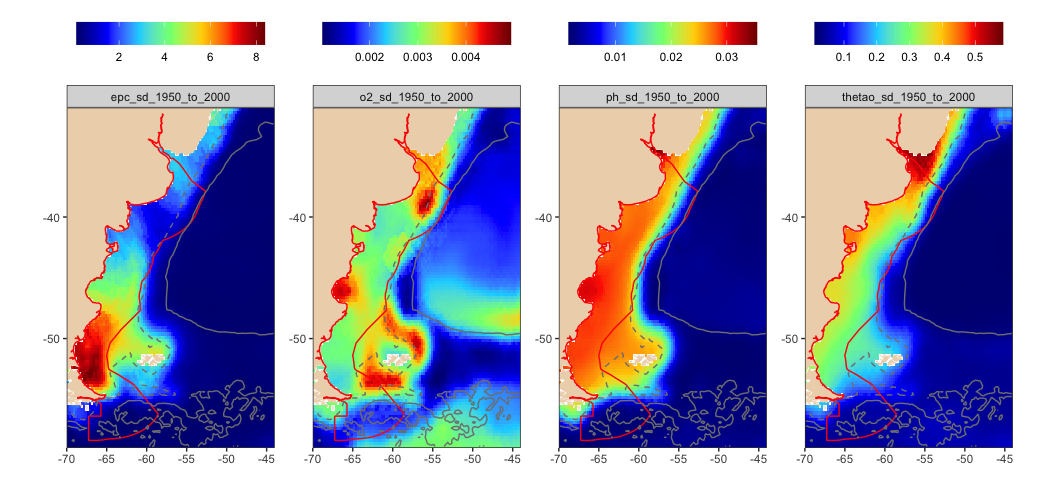 2 4 6 8
0.002 0.003 0.004
0.01 0.02 0.03
0.1 0.2 0.3 0.4 0.5
epc_sd_1950_to_2000
o2_sd_1950_to_2000
ph_sd_1950_to_2000
thetao_sd_1950_to_2000
-40
-50
-40
-50
-40
-50
-40
-50
-70 -65 -60 -55 -50 -45
-70 -65 -60 -55 -50 -45
-70 -65 -60 -55 -50 -45
-70 -65 -60 -55 -50 -45